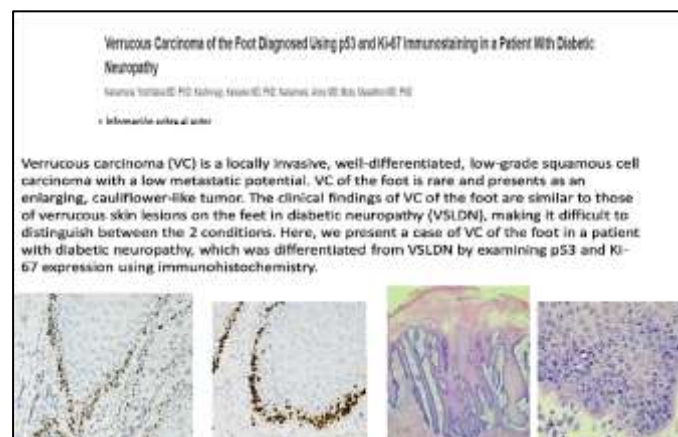 Verrucous Carcinoma of the Foot Diagnosed Using p53 and Ki-67 Immunostaining in a Patient With Diabetic
Neuropathy
Verrucous carcinoma (VC) is a locally invasive, well-differentiated, low-grade squamous cell
carcinoma with a low metastatic potential. VC of the foot is rare and presents as an
enlarging, cauliflower-like tumor. The clinical findings of VC of the foot are similar to those
of verrucous skin lesions on the feet in diabetic neuropathy (VSLDN), making it difficult to
distinguish between the 2 conditions. Here, we present a case of VC of the foot in a patient
with diabetic neuropathy, which was differentiated from VSLDN by examining p53 and Ki-
67 expression using immunohistochemistry.